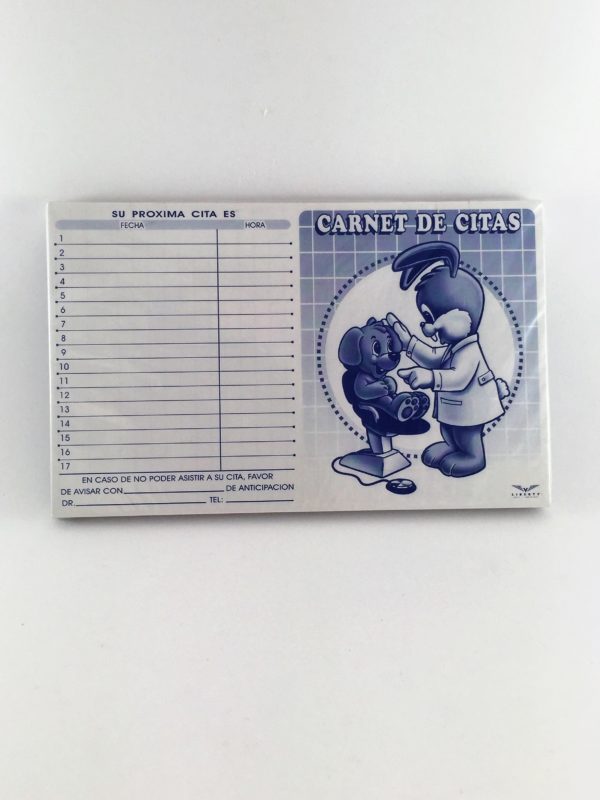 SU PROXIMA CITA ES
FECHA HORA
1
2
3
4
5
6
7
8
9
10
11
12
13
14
15
16
17
EN CASO DE NO PODER ASISTIR A SU CITA, FAVOR
DE AVISAR CON DE ANTICIPACION
DR. TEL:
CARNET DE CITAS
LIBERTY